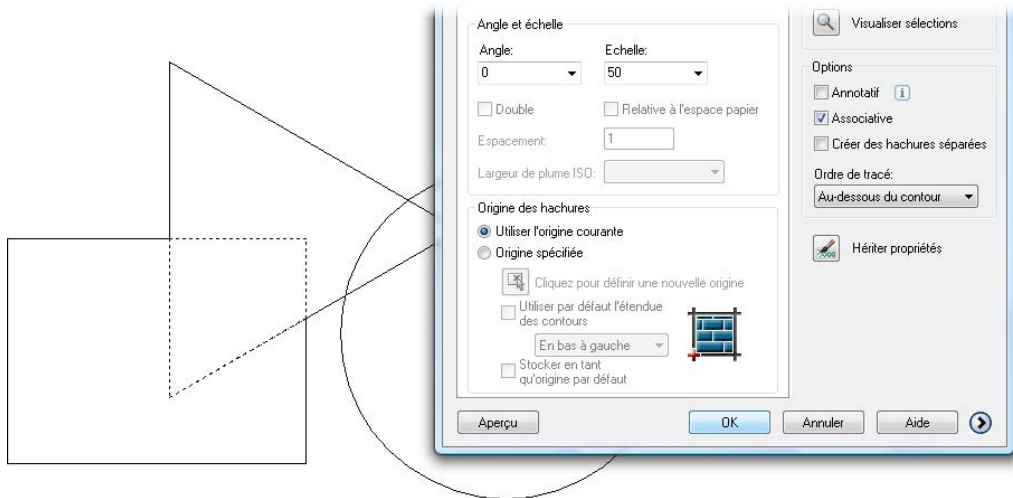 Angle et échelle
Angle:
Echelle:
0
50
Double
Relative à l'espace papier
Espacement:
1
Largeur de plume ISO:
Origine des hachures
Utiliser l'origine courante
Origine spécifiée
Cliquez pour définir une nouvelle origine
Utiliser par défaut l'étendue
des contours
En bas à gauche
Stocker en tant
qu'origine par défaut
Visualiser sélections
Options
Annotatif
i
Associative
Créer des hachures séparées
Ordre de tracé:
Au-dessous du contour
Hériter propriétés
Aperçu
OK
Annuler
Aide